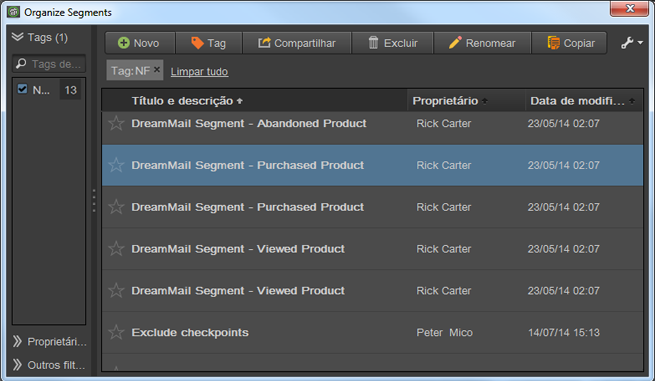 Organize Segments
Tags (1)
Tags de...
N... 13
Proprietári...
Outros filt...
Novo Tag Compartilhar Excluir Renomear Copiar
Tag: NF × Limpar tudo
Título e descrição Proprietário Data de modifi...
DreamMail Segment - Abandoned Product Rick Carter 23/05/14 02:07
DreamMail Segment - Purchased Product Rick Carter 23/05/14 02:07
DreamMail Segment - Purchased Product Rick Carter 23/05/14 02:07
DreamMail Segment - Viewed Product Rick Carter 23/05/14 02:07
DreamMail Segment - Viewed Product Rick Carter 23/05/14 02:07
Exclude checkpoints Peter Mico 14/07/14 15:13